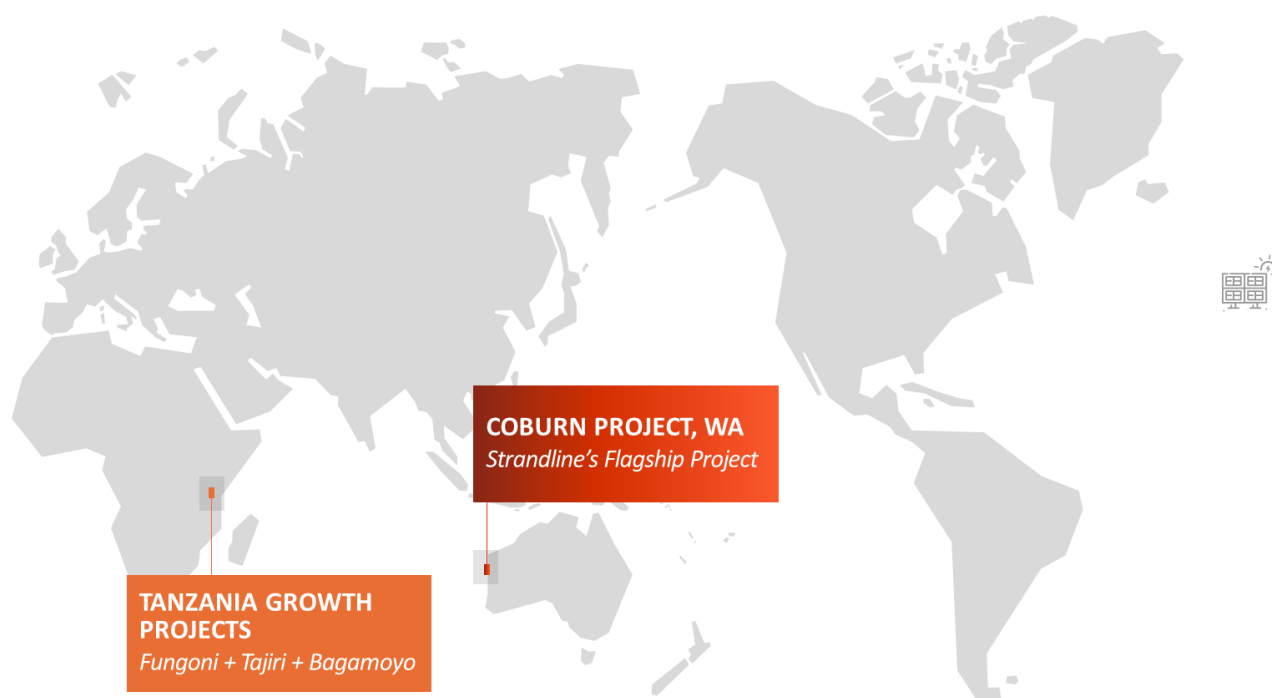 COBURN PROJECT, WA
Strandline’s Flagship Project
TANZANIA GROWTH
PROJECTS
Fungoni + Tajiri + Bagamoyo